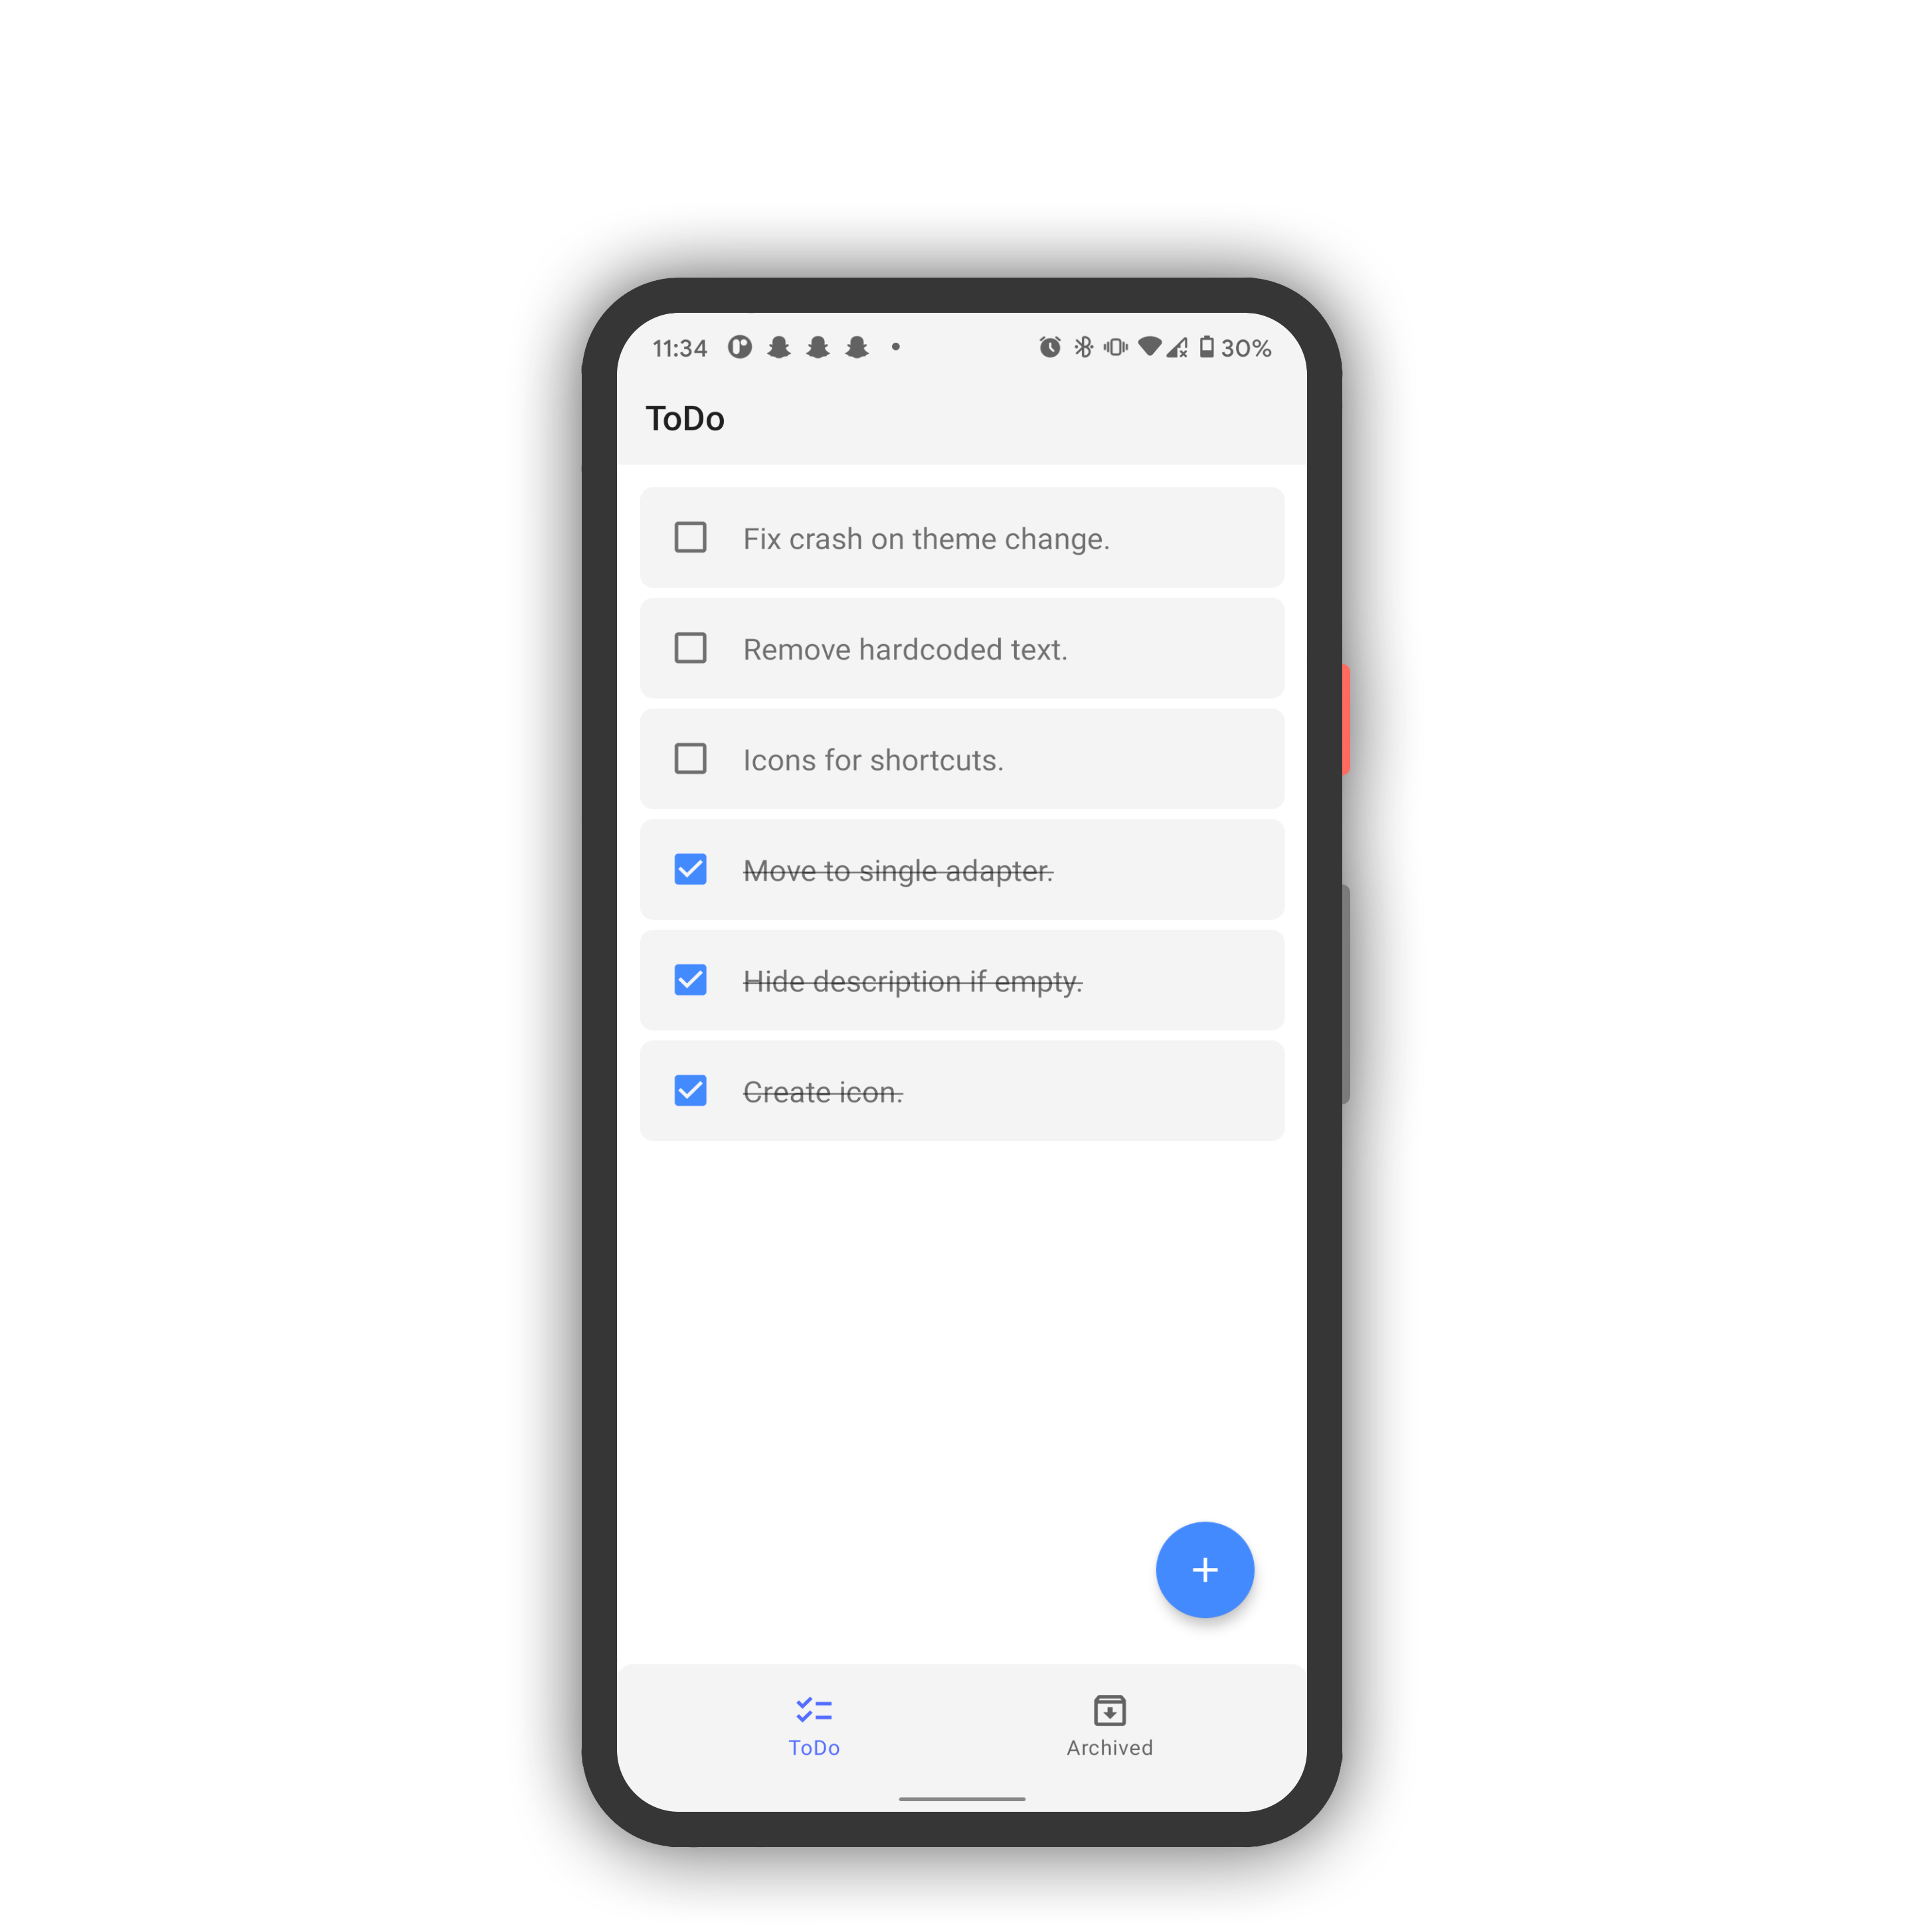 11:34 30%
ToDo
Fix crash on theme change.
Remove hardcoded text.
Icons for shortcuts.
Move to single adapter.
Hide description if empty.
Create icon.
ToDo Archived